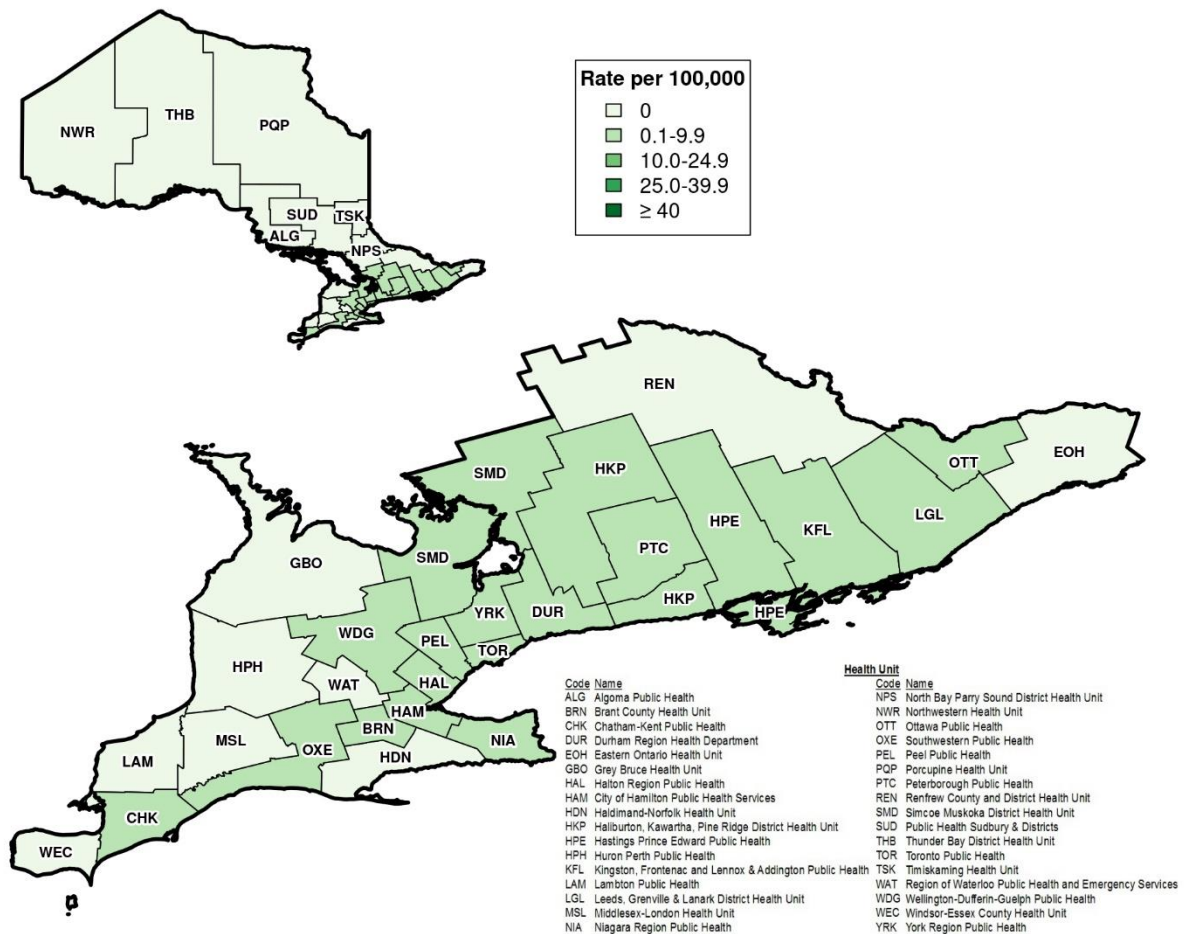 Rate per 100,000
0
0.1-9.9
10.0-24.9
25.0-39.9
≥ 40
NWR
THB
PQP
SUD
TSK
ALG
NPS
REN
SMD
HKP
OTT
EOH
LGL
HPE
KFL
PTC
GBO
SMD
YRK
DUR
HKP
HPE
WDG
PEL
TOR
HPH
WAT
HAL
HAM
BRN
MSL
OXE
NIA
HDN
LAM
CHK
WEC
Health Unit
Code Name
ALG Algoma Public Health
BRN Brant County Health Unit
CHK Chatham-Kent Public Health
DUR Durham Region Health Department
EOH Eastern Ontario Health Unit
GBO Grey Bruce Health Unit
HAL Halton Region Public Health
HAM City of Hamilton Public Health Services
HDN Haldimand-Norfolk Health Unit
HKP Haliburton, Kawartha, Pine Ridge District Health Unit
HPE Hastings Prince Edward Public Health
HPH Huron Perth Public Health
KFL Kingston, Frontenac and Lennox & Addington Public Health
LAM Lambton Public Health
LGL Leeds, Grenville & Lanark District Health Unit
MSL Middlesex-London Health Unit
NIA Niagara Region Public Health
Code Name
NPS North Bay Parry Sound District Health Unit
NWR Northwestern Health Unit
OTT Ottawa Public Health
OXE Southwestern Public Health
PEL Peel Public Health
PQP Porcupine Health Unit
PTC Peterborough Public Health
REN Renfrew County and District Health Unit
SMD Simcoe Muskoka District Health Unit
SUD Public Health Sudbury & Districts
THB Thunder Bay District Health Unit
TOR Toronto Public Health
TSK Timiskaming Health Unit
WAT Region of Waterloo Public Health and Emergency Services
WDG Wellington-Dufferin-Guelph Public Health
WEC Windsor-Essex County Health Unit
YRK York Region Public Health